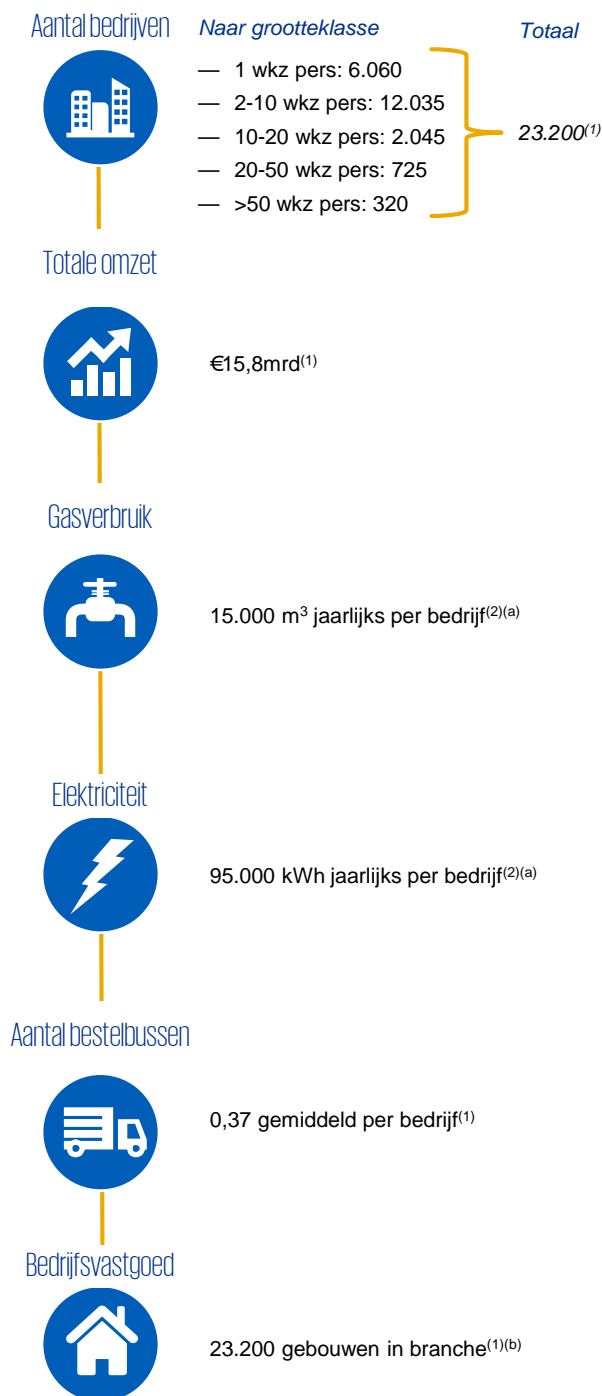 Aantal bedrijven
Naar grootteklasse
Totaal
— 1 wkz pers: 6.060
— 2-10 wkz pers: 12.035
— 10-20 wkz pers: 2.045
— 20-50 wkz pers: 725
— >50 wkz pers: 320
23.200(1)
Totale omzet
€15,8mrd(1)
Gasverbruik
15.000 m³ jaarlijks per bedrijf(2)(a)
Elektriciteit
95.000 kWh jaarlijks per bedrijf(2)(a)
Aantal bestelbussen
0,37 gemiddeld per bedrijf(1)
Bedrijfsvastgoed
23.200 gebouwen in branche(1)(b)